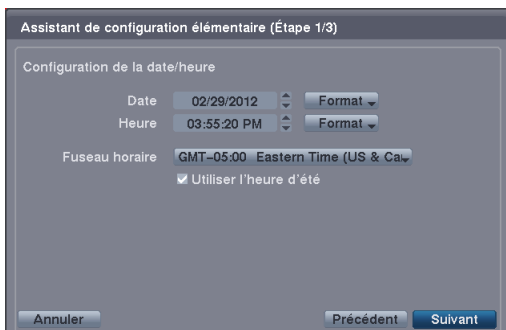 Assistant de configuration élémentaire (Étape 1/3)
Configuration de la date/heure
Date 02/29/2012 Format
Heure 03:55:20 PM Format
Fuseau horaire GMT-05:00 Eastern Time (US & Ca
Utiliser l'heure d'été
Annuler Précédent Suivant